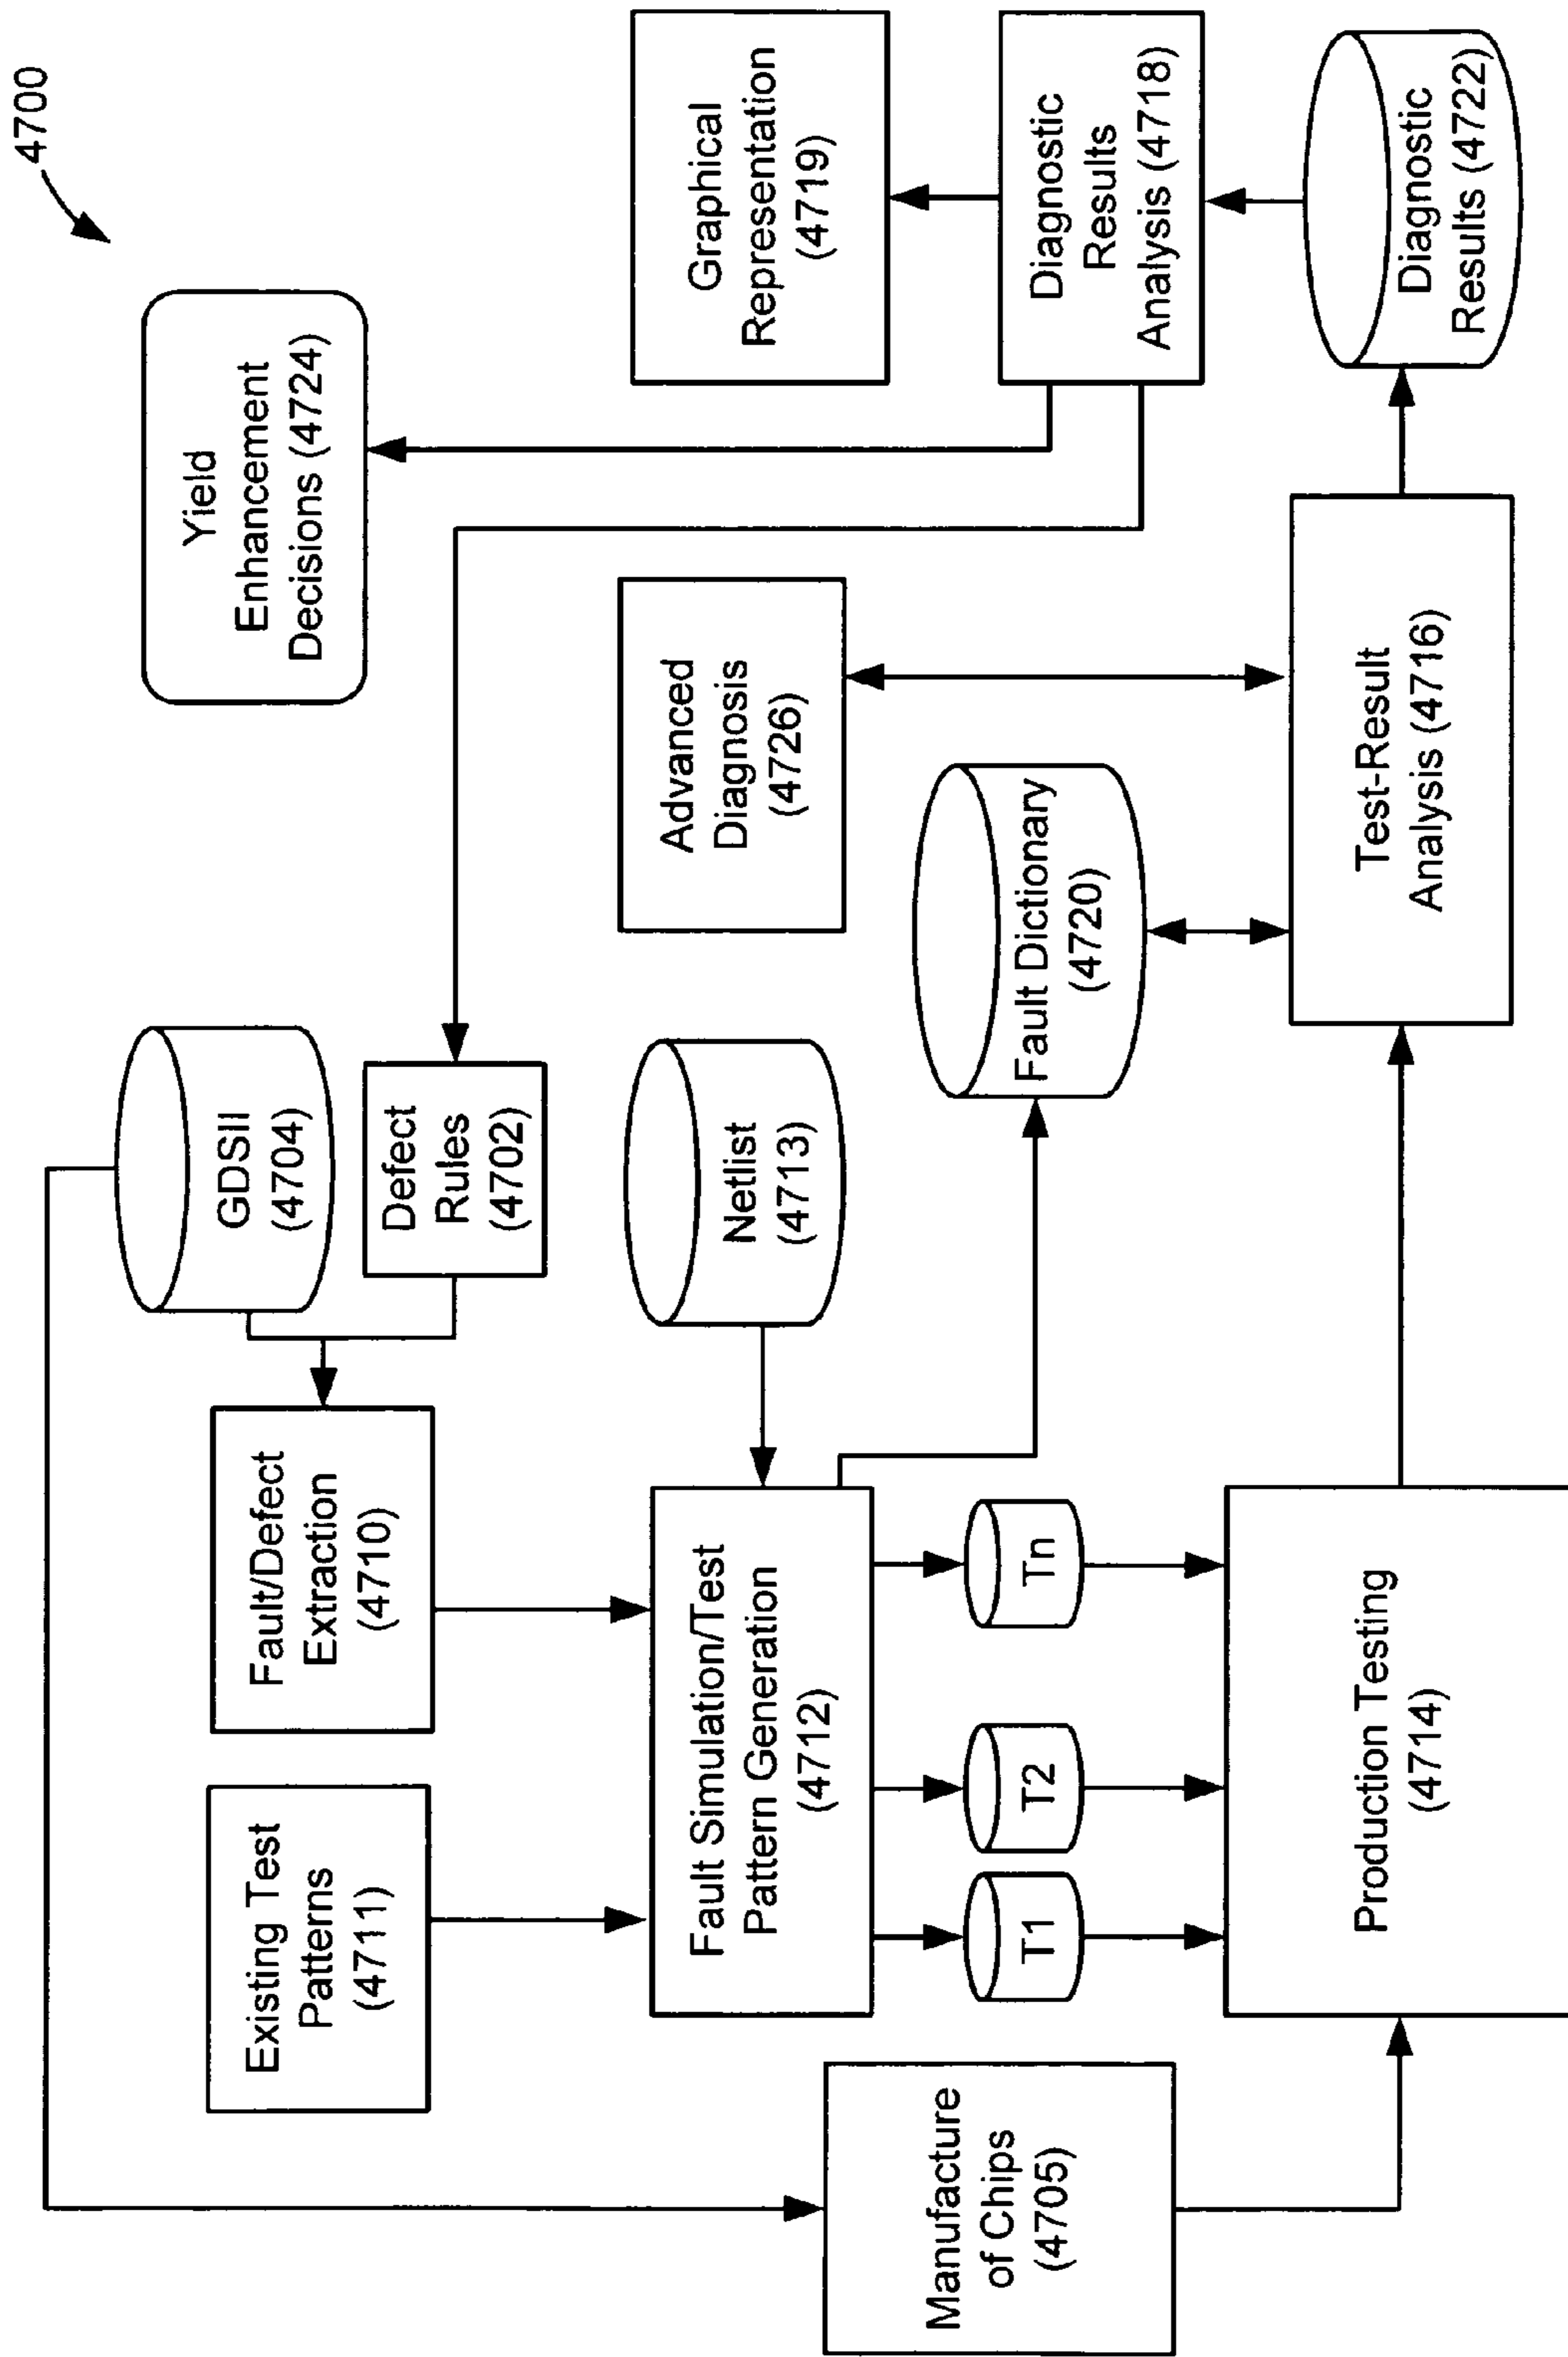 4700
Yield
Enhancement
Decisions (4724)
GDSII
(4704)
Fault/Defect
Extraction
(4710)
Existing Test
Patterns
(4711)
Defect
Rules
(4702)
Graphical
Representation
(4719)
Advanced
Diagnosis
(4726)
Netlist
(4713)
Fault Simulation/Test
Pattern Generation
(4712)
Manufacture
of Chips
(4705)
T1
T2
Tn
Fault Dictionary
(4720)
Diagnostic
Results
Analysis (4718)
Production Testing
(4714)
Test-Result
Analysis (4716)
Diagnostic
Results (4722)